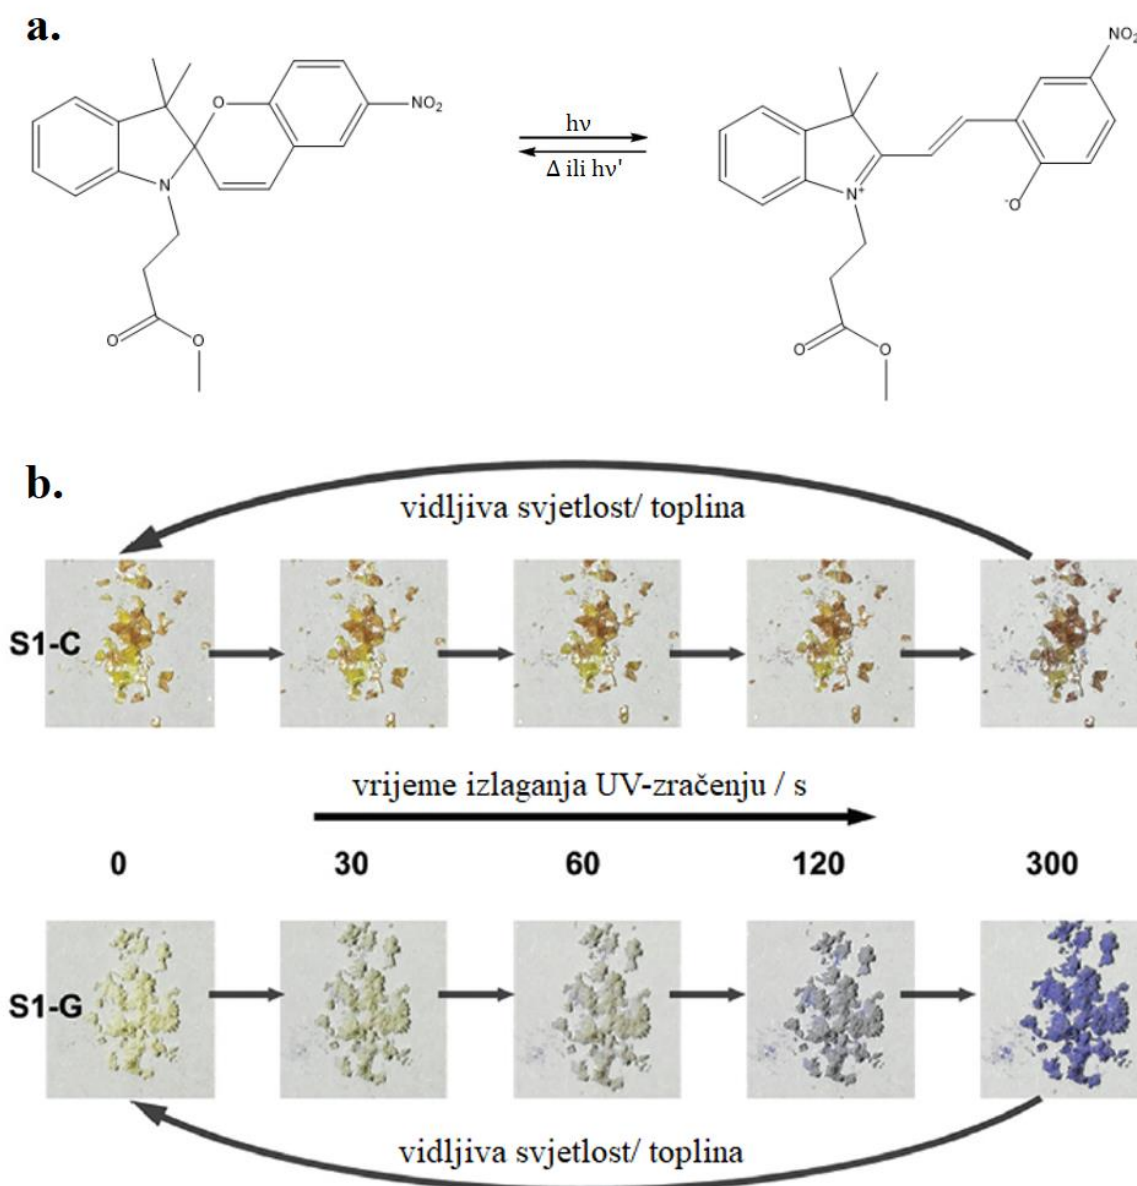 a.
O
NO₂
N
O
O
hν
Δ ili hν'
NO₂
N⁺
⁻O
O
O
b.
vidljiva svjetlost/ toplina
S1-C
vrijeme izlaganja UV-zračenju / s
0 30 60 120 300
S1-G
vidljiva svjetlost/ toplina